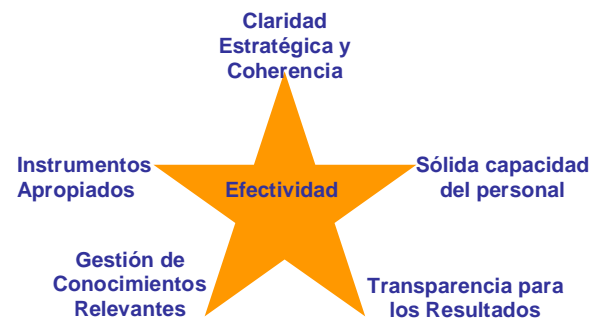 Claridad
Estratégica y
Coherencia
Instrumentos
Apropiados
Efectividad
Sólida capacidad
del personal
Gestión de
Conocimientos
Relevantes
Transparencia para
los Resultados